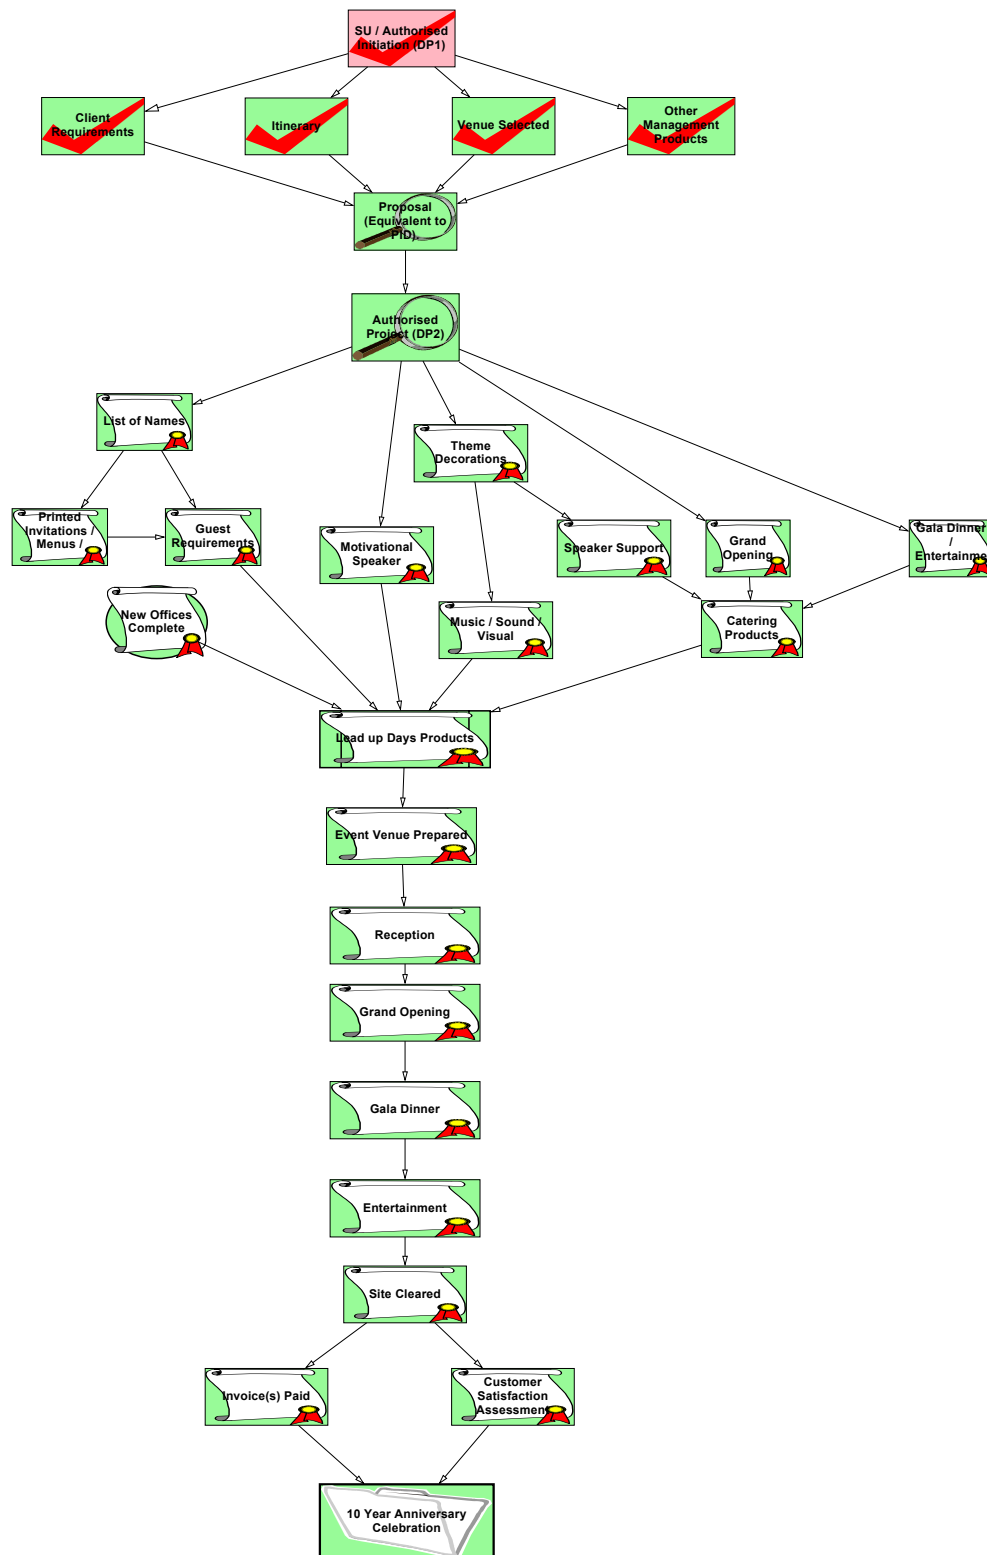 SU / Authorised
Initiation (DP1)
Client
Requirements
Itinerary
Venue Selected
Other
Management
Products
Proposal
(Equivalent to
PID)
Authorised
Project (DP2)
List of Names
Theme
Decorations
Printed
Invitations /
Menus /
Guest
Requirements
Motivational
Speaker
Speaker Support
Grand
Opening
Gala Dinner
/
Entertainme
New Offices
Complete
Music / Sound /
Visual
Catering
Products
Lead up Days Products
Event Venue Prepared
Reception
Grand Opening
Gala Dinner
Entertainment
Site Cleared
Invoice(s) Paid
Customer
Satisfaction
Assessment
10 Year Anniversary
Celebration